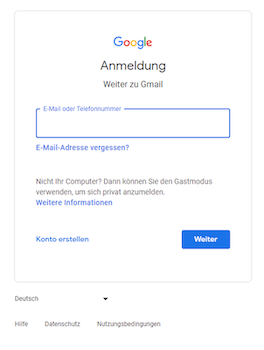 Google
Anmeldung
Weiter zu Gmail
E-Mail oder Telefonnummer
E-Mail-Adresse vergessen?
Nicht Ihr Computer? Dann können Sie den Gastmodus
verwenden, um sich privat anzumelden.
Weitere Informationen
Konto erstellen
Weiter
Deutsch
Hilfe Datenschutz Nutzungsbedingungen